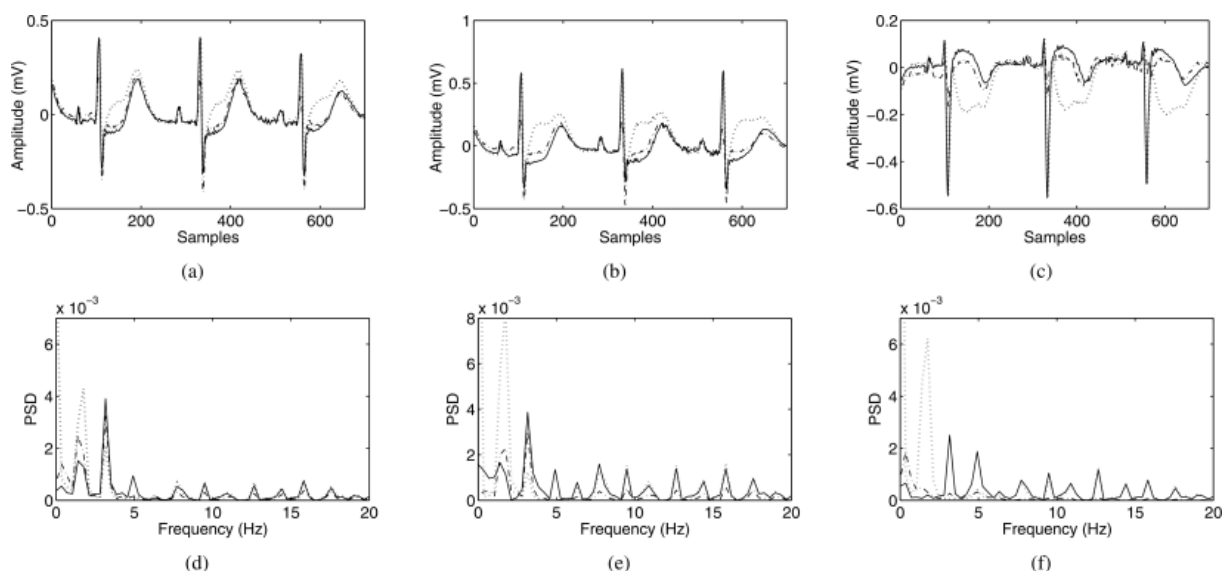 0.5
0
−0.5
Amplitude (mV)
0 200 400 600
Samples
(a)
1
0.5
0
−0.5
Amplitude (mV)
0 200 400 600
Samples
(b)
0.2
0
−0.2
−0.4
−0.6
Amplitude (mV)
0 200 400 600
Samples
(c)
x 10⁻³
6
4
2
0
PSD
0 5 10 15 20
Frequency (Hz)
(d)
x 10⁻³
8
6
4
2
0
PSD
0 5 10 15 20
Frequency (Hz)
(e)
x 10⁻³
6
4
2
0
PSD
0 5 10 15 20
Frequency (Hz)
(f)